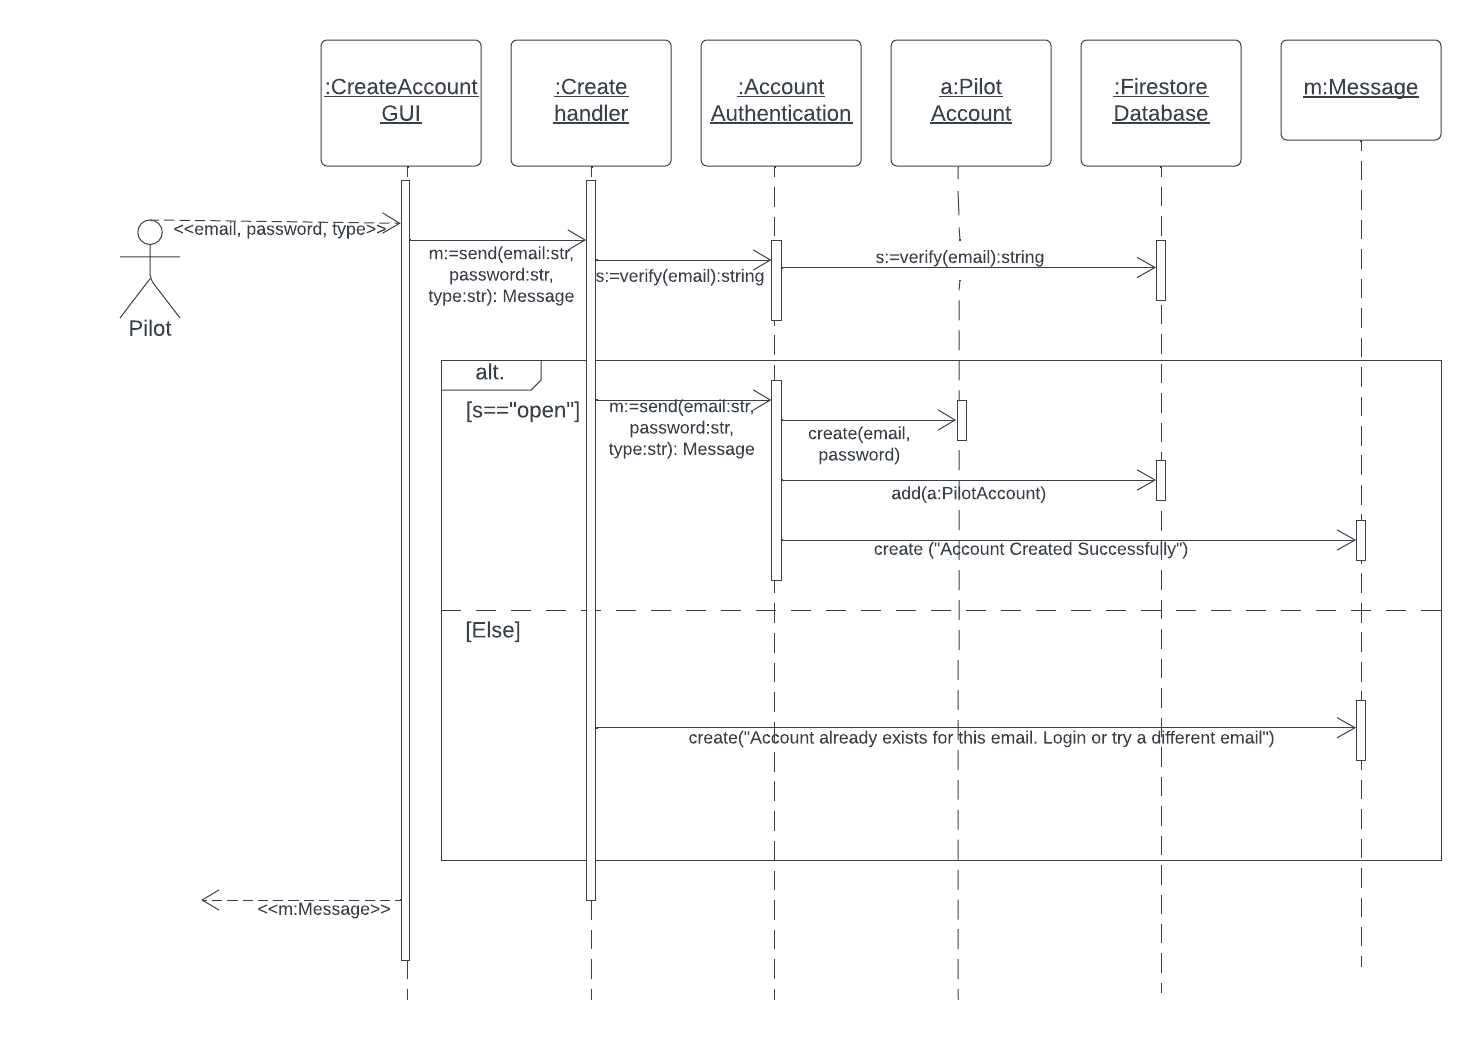 :CreateAccount
GUI
:Create
handler
:Account
Authentication
a:Pilot
Account
:Firestore
Database
m:Message
<<email, password, type>>
Pilot
m:=send(email:str,
password:str,
type:str): Message
s:=verify(email):string
s:=verify(email):string
alt.
[s=="open"]
m:=send(email:str,
password:str,
type:str): Message
create(email,
password)
add(a:PilotAccount)
create ("Account Created Successfully")
[Else]
create("Account already exists for this email. Login or try a different email")
<<m:Message>>